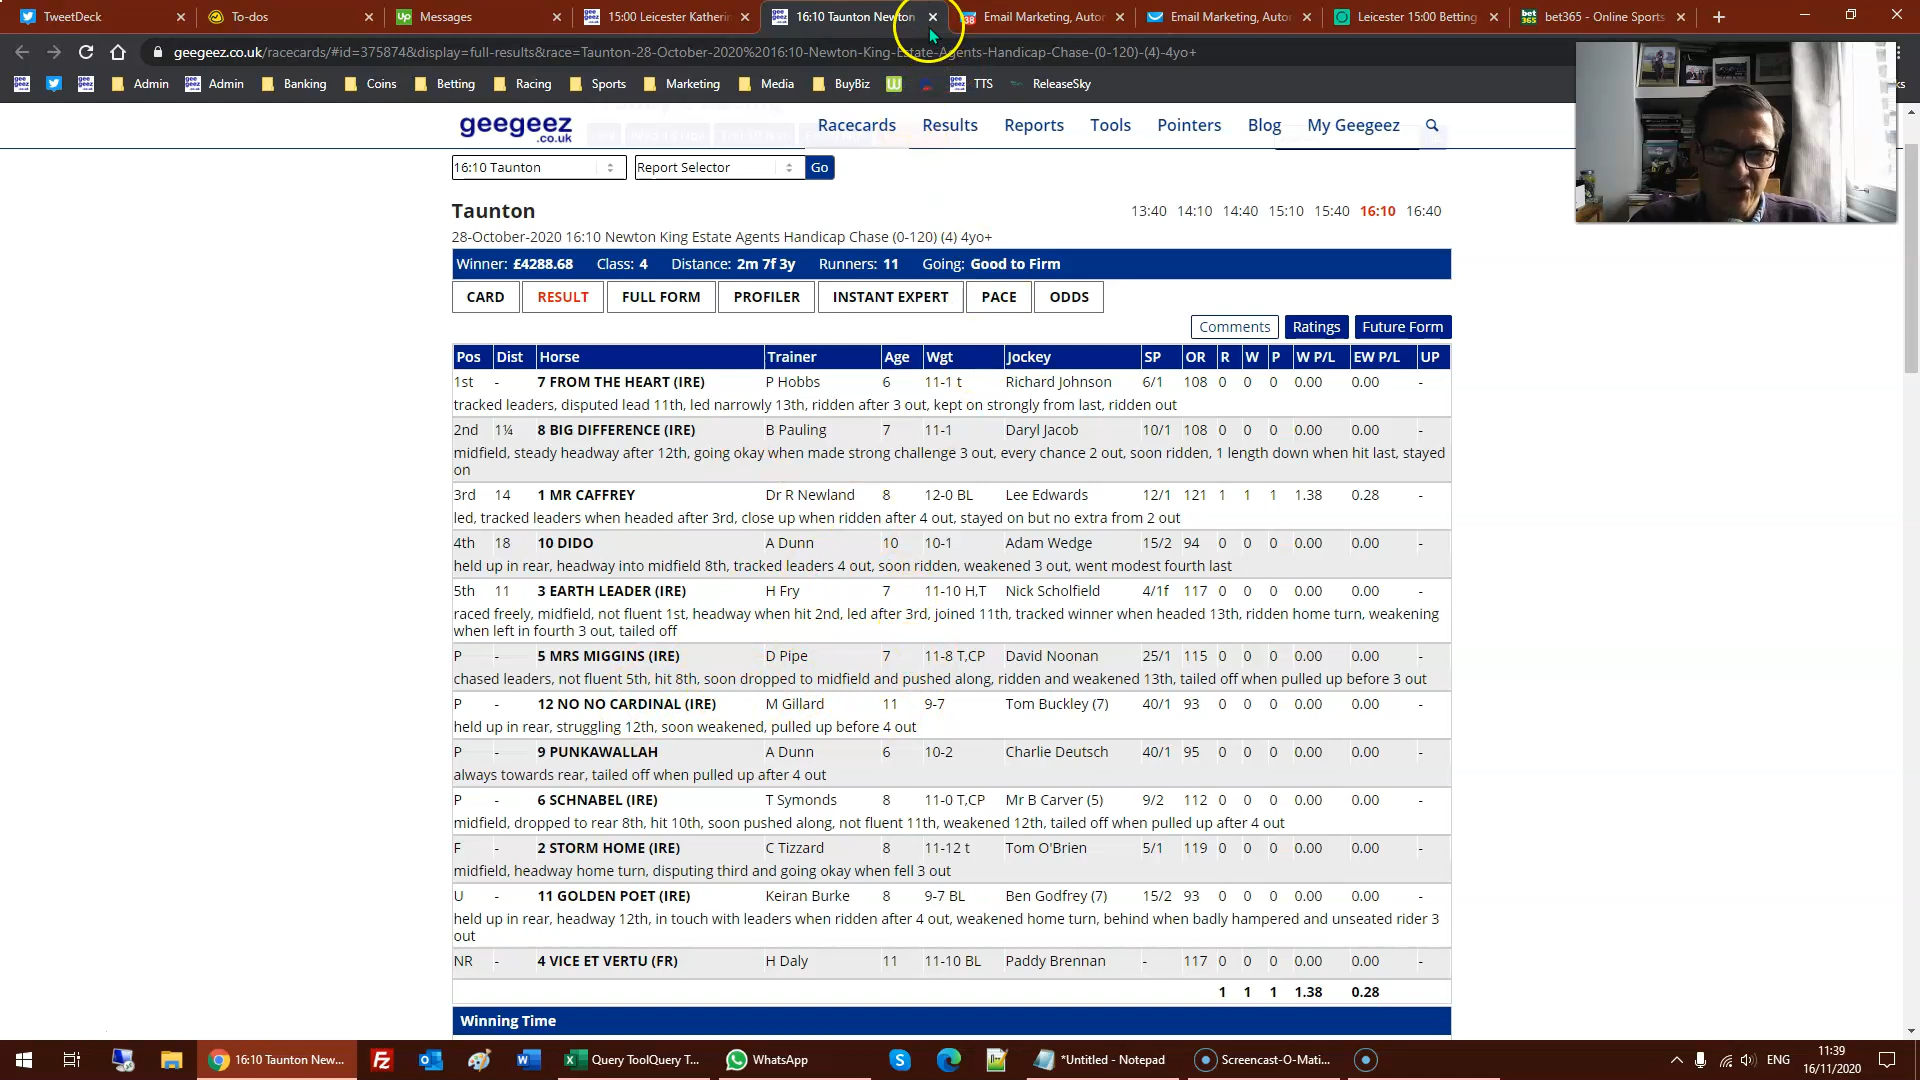 TweetDeck
To-dos
Messages
15:00 Leicester Katherin
16:10 Taunton Newton
Email Marketing, Autor
Email Marketing, Autor
Leicester 15:00 Betting
bet365 - Online Sports
geegeez.co.uk/racecards/#id=375874&display=full-results&race=Taunton-28-October-2020%2016:10-Newton-King-Estate-Agents-Handicap-Chase-(0-120)-(4)-4yo+
Admin Admin Banking Coins Betting Racing Sports Marketing Media BuyBiz TTS ReleaseSky
geegeez .co.uk
Racecards Results Reports Tools Pointers Blog My Geegeez
16:10 Taunton Report Selector Go
Taunton 13:40 14:10 14:40 15:10 15:40 16:10 16:40
28-October-2020 16:10 Newton King Estate Agents Handicap Chase (0-120) (4) 4yo+
Winner: £4288.68 Class: 4 Distance: 2m 7f 3y Runners: 11 Going: Good to Firm
CARD RESULT FULL FORM PROFILER INSTANT EXPERT PACE ODDS
Comments Ratings Future Form
Pos Dist Horse Trainer Age Wgt Jockey SP OR R W P W P/L EW P/L UP
1st - 7 FROM THE HEART (IRE) P Hobbs 6 11-1 t Richard Johnson 6/1 108 0 0 0 0.00 0.00 -
tracked leaders, disputed lead 11th, led narrowly 13th, ridden after 3 out, kept on strongly from last, ridden out
2nd 1¼ 8 BIG DIFFERENCE (IRE) B Pauling 7 11-1 Daryl Jacob 10/1 108 0 0 0 0.00 0.00 -
midfield, steady headway after 12th, going okay when made strong challenge 3 out, every chance 2 out, soon ridden, 1 length down when hit last, stayed
on
3rd 14 1 MR CAFFREY Dr R Newland 8 12-0 BL Lee Edwards 12/1 121 1 1 1 1.38 0.28 -
led, tracked leaders when headed after 3rd, close up when ridden after 4 out, stayed on but no extra from 2 out
4th 18 10 DIDO A Dunn 10 10-1 Adam Wedge 15/2 94 0 0 0 0.00 0.00 -
held up in rear, headway into midfield 8th, tracked leaders 4 out, soon ridden, weakened 3 out, went modest fourth last
5th 11 3 EARTH LEADER (IRE) H Fry 7 11-10 H,T Nick Scholfield 4/1f 117 0 0 0 0.00 0.00 -
raced freely, midfield, not fluent 1st, headway when hit 2nd, led after 3rd, joined 11th, tracked winner when headed 13th, ridden home turn, weakening
when left in fourth 3 out, tailed off
P - 5 MRS MIGGINS (IRE) D Pipe 7 11-8 T,CP David Noonan 25/1 115 0 0 0 0.00 0.00 -
chased leaders, not fluent 5th, hit 8th, soon dropped to midfield and pushed along, ridden and weakened 13th, tailed off when pulled up before 3 out
P - 12 NO NO CARDINAL (IRE) M Gillard 11 9-7 Tom Buckley (7) 40/1 93 0 0 0 0.00 0.00 -
held up in rear, struggling 12th, soon weakened, pulled up before 4 out
P - 9 PUNKAWALLAH A Dunn 6 10-2 Charlie Deutsch 40/1 95 0 0 0 0.00 0.00 -
always towards rear, tailed off when pulled up after 4 out
P - 6 SCHNABEL (IRE) T Symonds 8 11-0 T,CP Mr B Carver (5) 9/2 112 0 0 0 0.00 0.00 -
midfield, dropped to rear 8th, hit 10th, soon pushed along, not fluent 11th, weakened 12th, tailed off when pulled up after 4 out
F - 2 STORM HOME (IRE) C Tizzard 8 11-12 t Tom O'Brien 5/1 119 0 0 0 0.00 0.00 -
midfield, headway home turn, disputing third and going okay when fell 3 out
U - 11 GOLDEN POET (IRE) Keiran Burke 8 9-7 BL Ben Godfrey (7) 15/2 93 0 0 0 0.00 0.00 -
held up in rear, headway 12th, in touch with leaders when ridden after 4 out, weakened home turn, behind when badly hampered and unseated rider 3
out
NR - 4 VICE ET VERTU (FR) H Daly 11 11-10 BL Paddy Brennan - 117 0 0 0 0.00 0.00 -
1 1 1 1.38 0.28
Winning Time
16:10 Taunton New... Query ToolQuery T... WhatsApp *Untitled - Notepad Screencast-O-Mati... ENG 11:39
16/11/2020